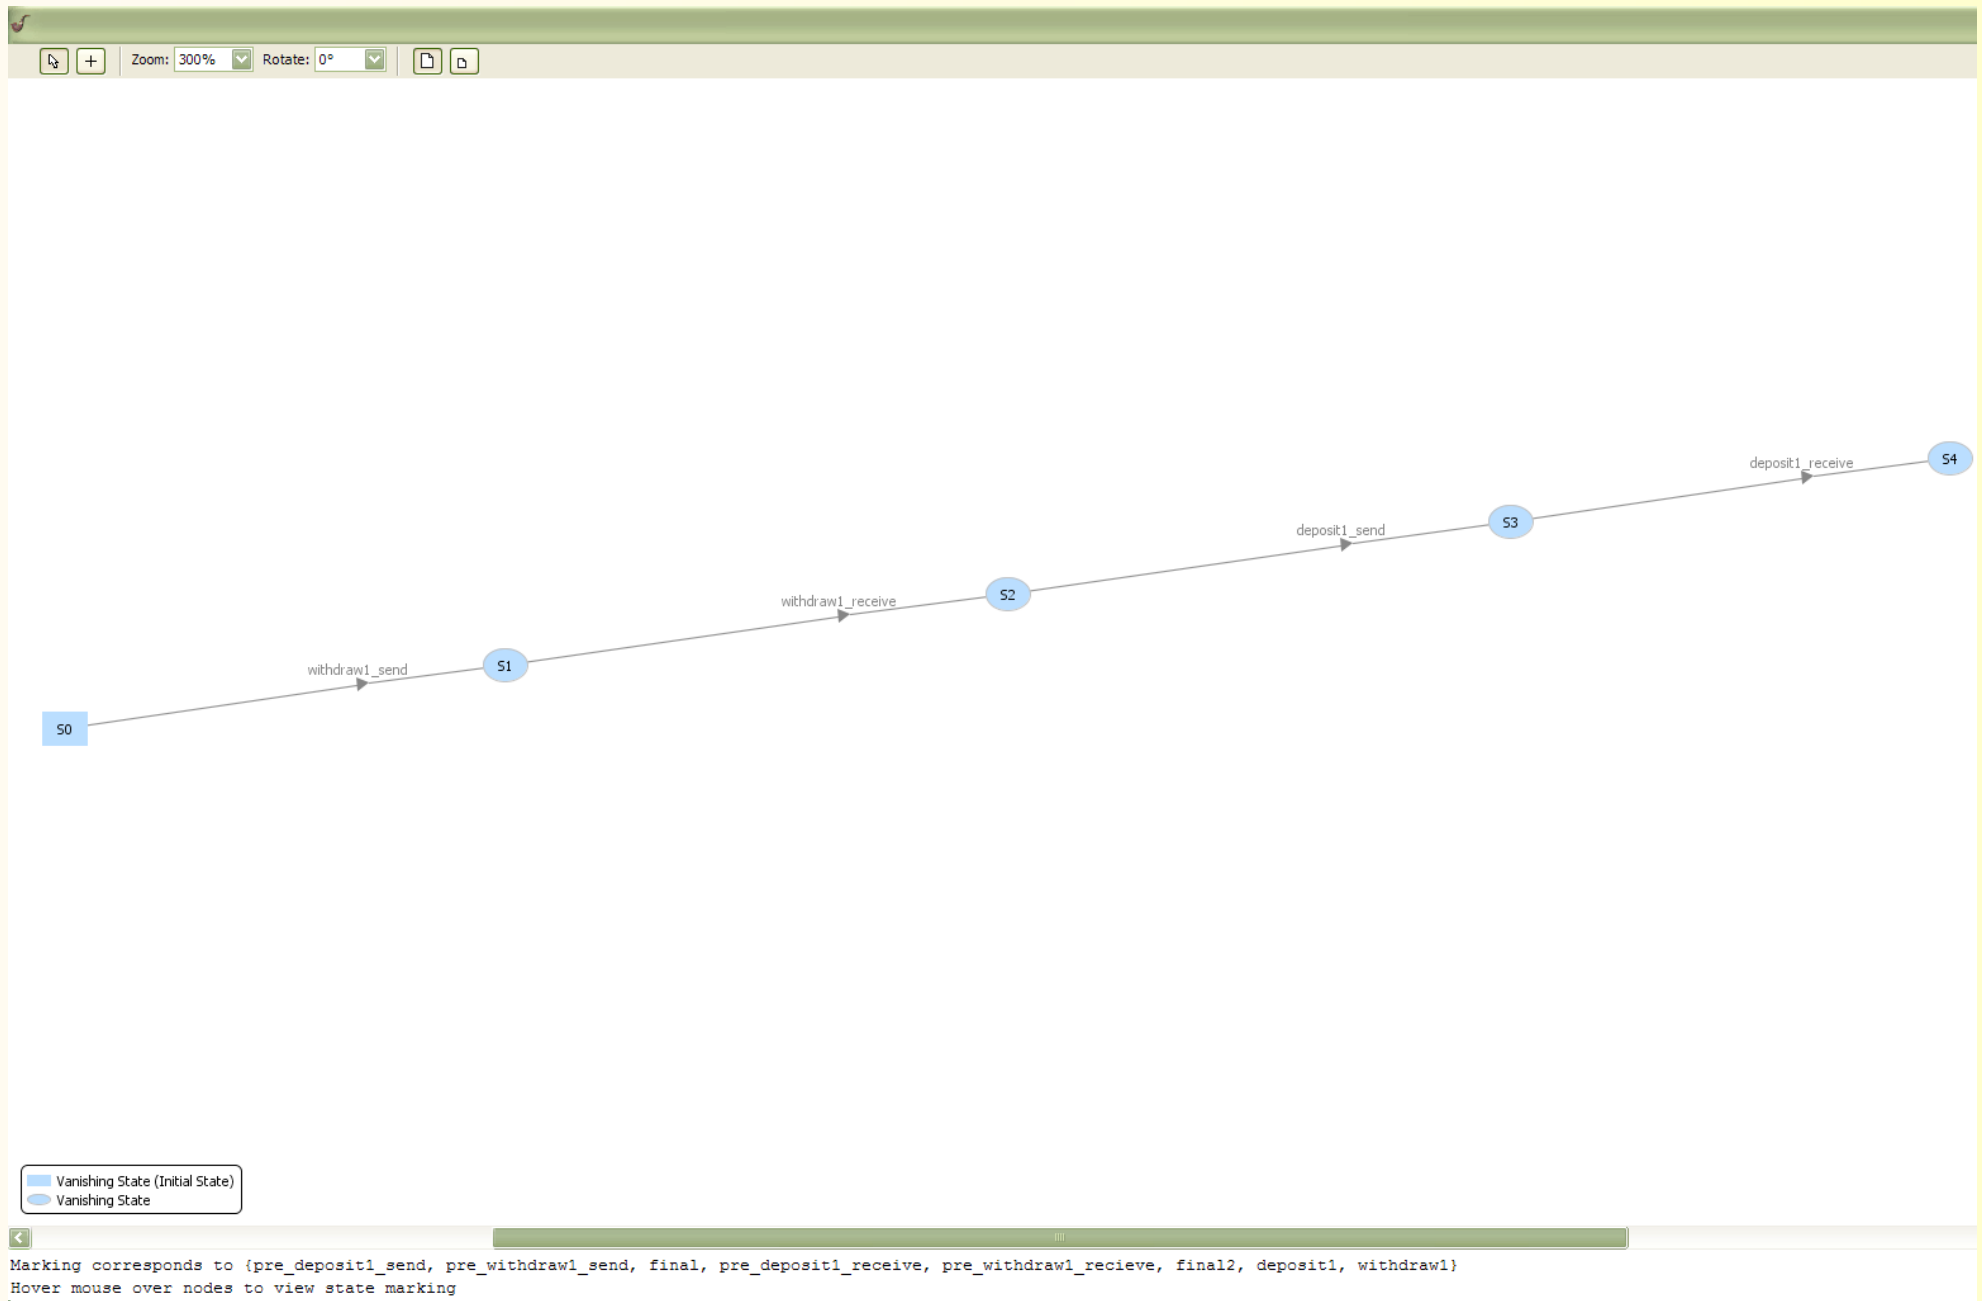 Zoom: 300% Rotate: 0°
deposit1_receive
S4
S3
deposit1_send
S2
withdraw1_receive
S1
withdraw1_send
S0
Vanishing State (Initial State)
Vanishing State
Marking corresponds to {pre_deposit1_send, pre_withdraw1_send, final, pre_deposit1_receive, pre_withdraw1_recieve, final2, deposit1, withdraw1}
Hover mouse over nodes to view state marking